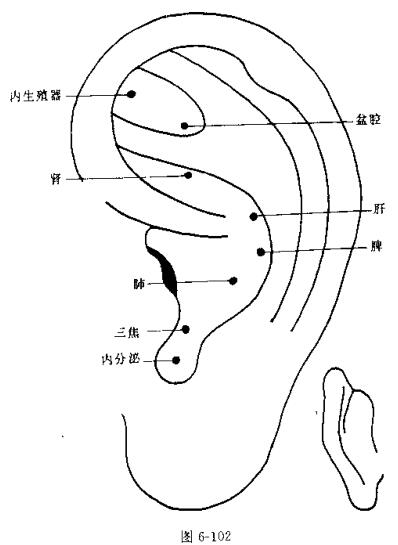 内生殖器
盆腔
肾
肝
脾
肺
三焦
内分泌
图 6-102